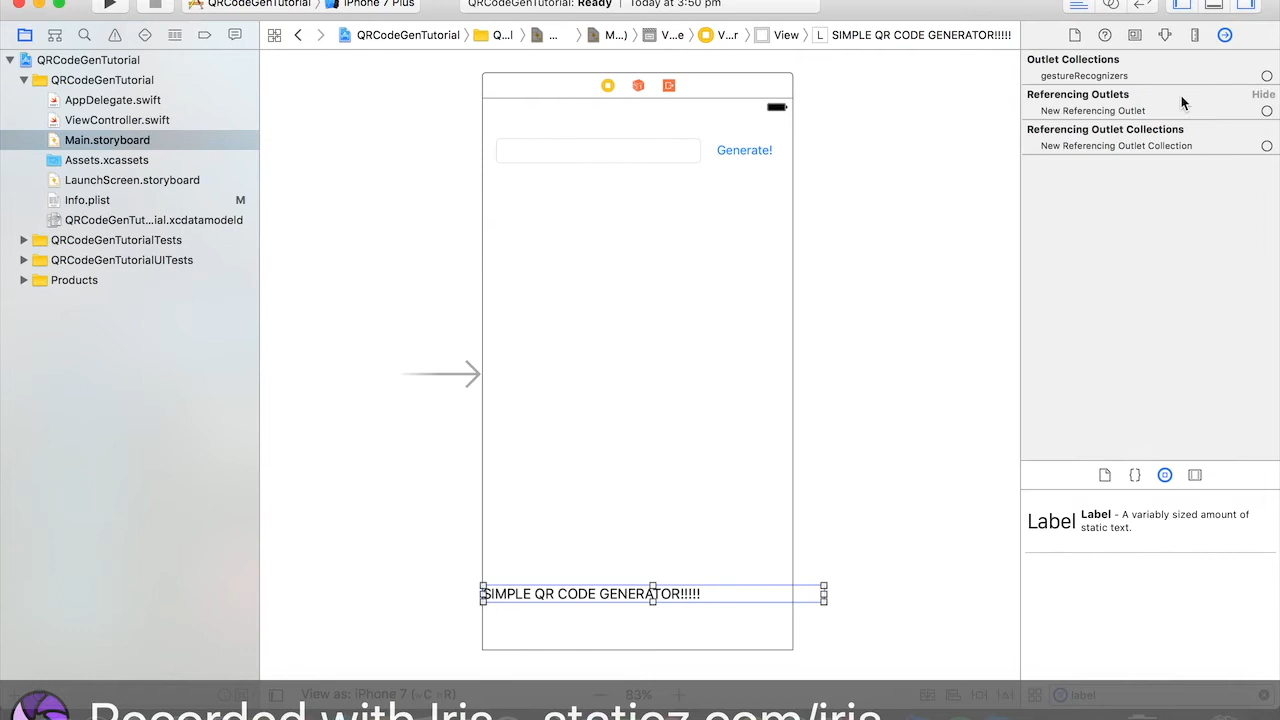 QRCodeGenTutorial
iPhone 7 Plus
QRCodeGenTutorial: Ready | Today at 3:50 pm
QRCodeGenTutorial
Q...l
...
M...)
V...e
V...r
View
L SIMPLE QR CODE GENERATOR!!!!!
QRCodeGenTutorial
QRCodeGenTutorial
AppDelegate.swift
ViewController.swift
Main.storyboard
Assets.xcassets
LaunchScreen.storyboard
Info.plist M
QRCodeGenTut...ial.xcdatamodeld
QRCodeGenTutorialTests
QRCodeGenTutorialUITests
Products
Generate!
SIMPLE QR CODE GENERATOR!!!!!
Outlet Collections
gestureRecognizers
Referencing Outlets Hide
New Referencing Outlet
Referencing Outlet Collections
New Referencing Outlet Collection
Label
Label - A variably sized amount of
static text.
View as: iPhone 7 (wC hR)
83%
label
Recorded with Iris - staticz.com/iris